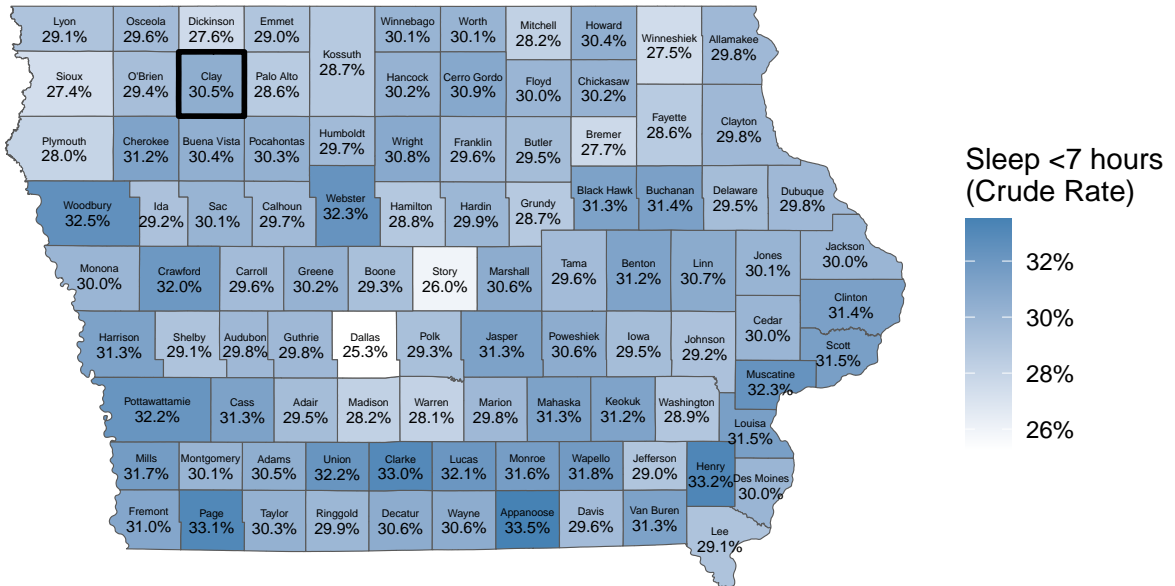 Lyon
29.1%
Osceola
29.6%
Dickinson
27.6%
Emmet
29.0%
Kossuth
28.7%
Winnebago
30.1%
Worth
30.1%
Mitchell
28.2%
Howard
30.4%
Winneshiek
27.5%
Allamakee
29.8%
Sioux
27.4%
O'Brien
29.4%
Clay
30.5%
Palo Alto
28.6%
Hancock
30.2%
Cerro Gordo
30.9%
Floyd
30.0%
Chickasaw
30.2%
Fayette
28.6%
Clayton
29.8%
Plymouth
28.0%
Cherokee
31.2%
Buena Vista
30.4%
Pocahontas
30.3%
Humboldt
29.7%
Wright
30.8%
Franklin
29.6%
Butler
29.5%
Bremer
27.7%
Woodbury
32.5%
Ida
29.2%
Sac
30.1%
Calhoun
29.7%
Webster
32.3%
Hamilton
28.8%
Hardin
29.9%
Grundy
28.7%
Black Hawk
31.3%
Buchanan
31.4%
Delaware
29.5%
Dubuque
29.8%
Monona
30.0%
Crawford
32.0%
Carroll
29.6%
Greene
30.2%
Boone
29.3%
Story
26.0%
Marshall
30.6%
Tama
29.6%
Benton
31.2%
Linn
30.7%
Jones
30.1%
Jackson
30.0%
Clinton
31.4%
Harrison
31.3%
Shelby
29.1%
Audubon
29.8%
Guthrie
29.8%
Dallas
25.3%
Polk
29.3%
Jasper
31.3%
Poweshiek
30.6%
Iowa
29.5%
Johnson
29.2%
Cedar
30.0%
Scott
31.5%
Muscatine
32.3%
Pottawattamie
32.2%
Cass
31.3%
Adair
29.5%
Madison
28.2%
Warren
28.1%
Marion
29.8%
Mahaska
31.3%
Keokuk
31.2%
Washington
28.9%
Louisa
31.5%
Mills
31.7%
Montgomery
30.1%
Adams
30.5%
Union
32.2%
Clarke
33.0%
Lucas
32.1%
Monroe
31.6%
Wapello
31.8%
Jefferson
29.0%
Henry
33.2%
Des Moines
30.0%
Fremont
31.0%
Page
33.1%
Taylor
30.3%
Ringgold
29.9%
Decatur
30.6%
Wayne
30.6%
Appanoose
33.5%
Davis
29.6%
Van Buren
31.3%
Lee
29.1%
Sleep <7 hours
(Crude Rate)
32%
30%
28%
26%